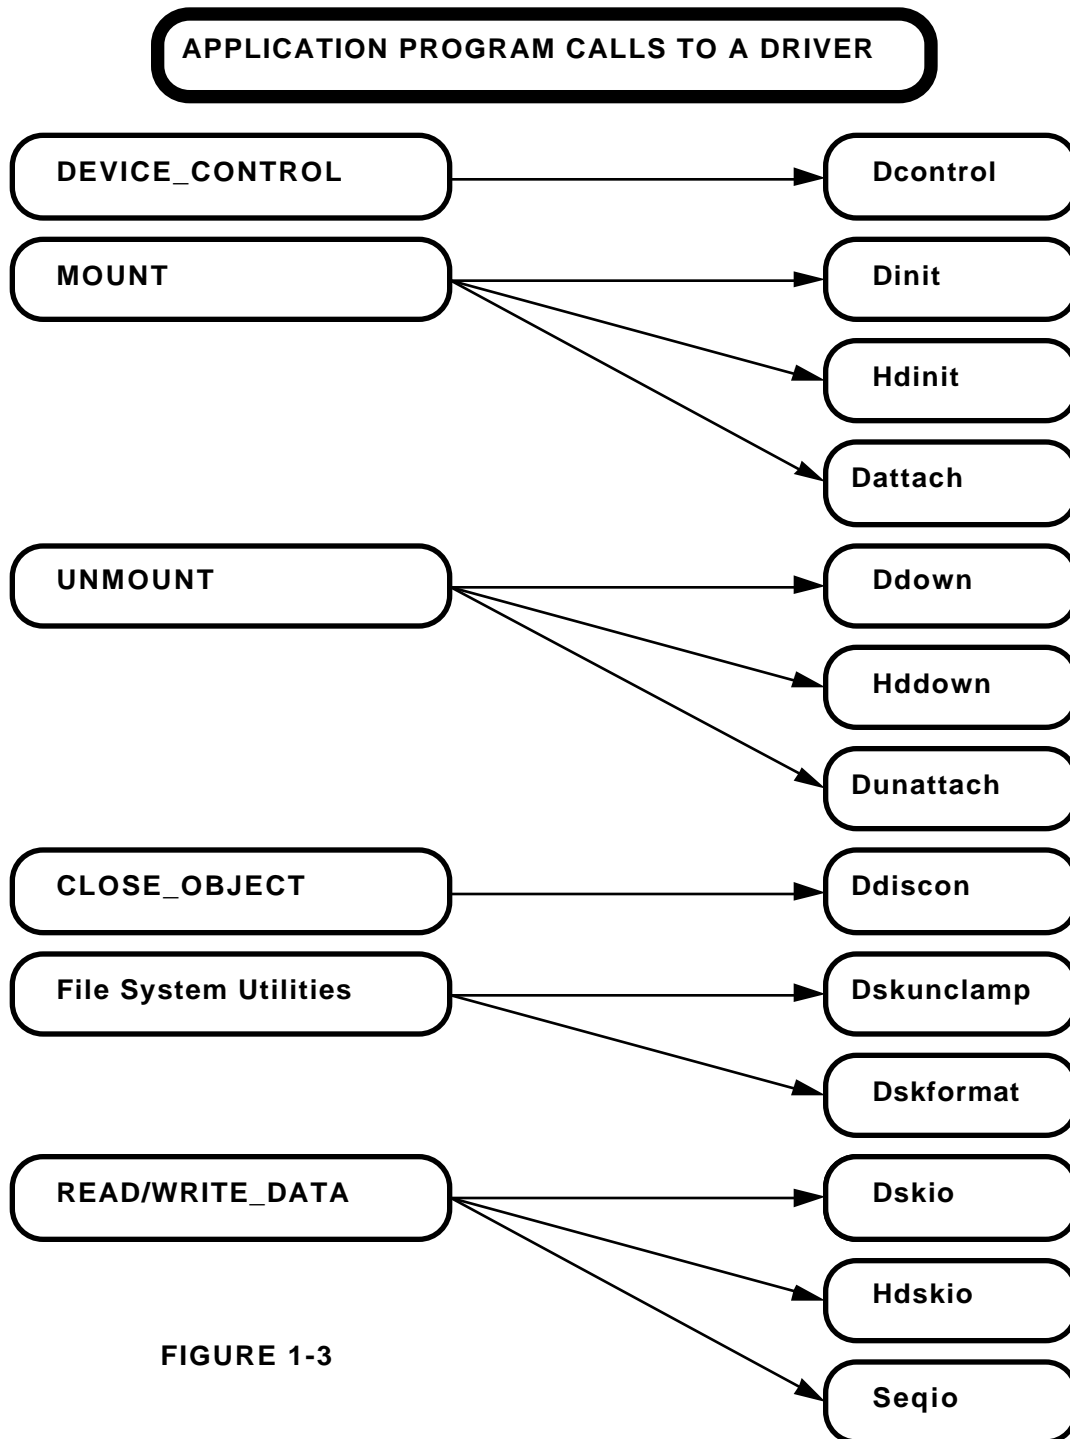 APPLICATION PROGRAM CALLS TO A DRIVER
DEVICE_CONTROL
Dcontrol
MOUNT
Dinit
Hdinit
Dattach
UNMOUNT
Ddown
Hddown
Dunattach
CLOSE_OBJECT
Ddiscon
File System Utilities
Dskunclamp
Dskformat
READ/WRITE_DATA
Dskio
Hdskio
FIGURE 1-3
Seqio